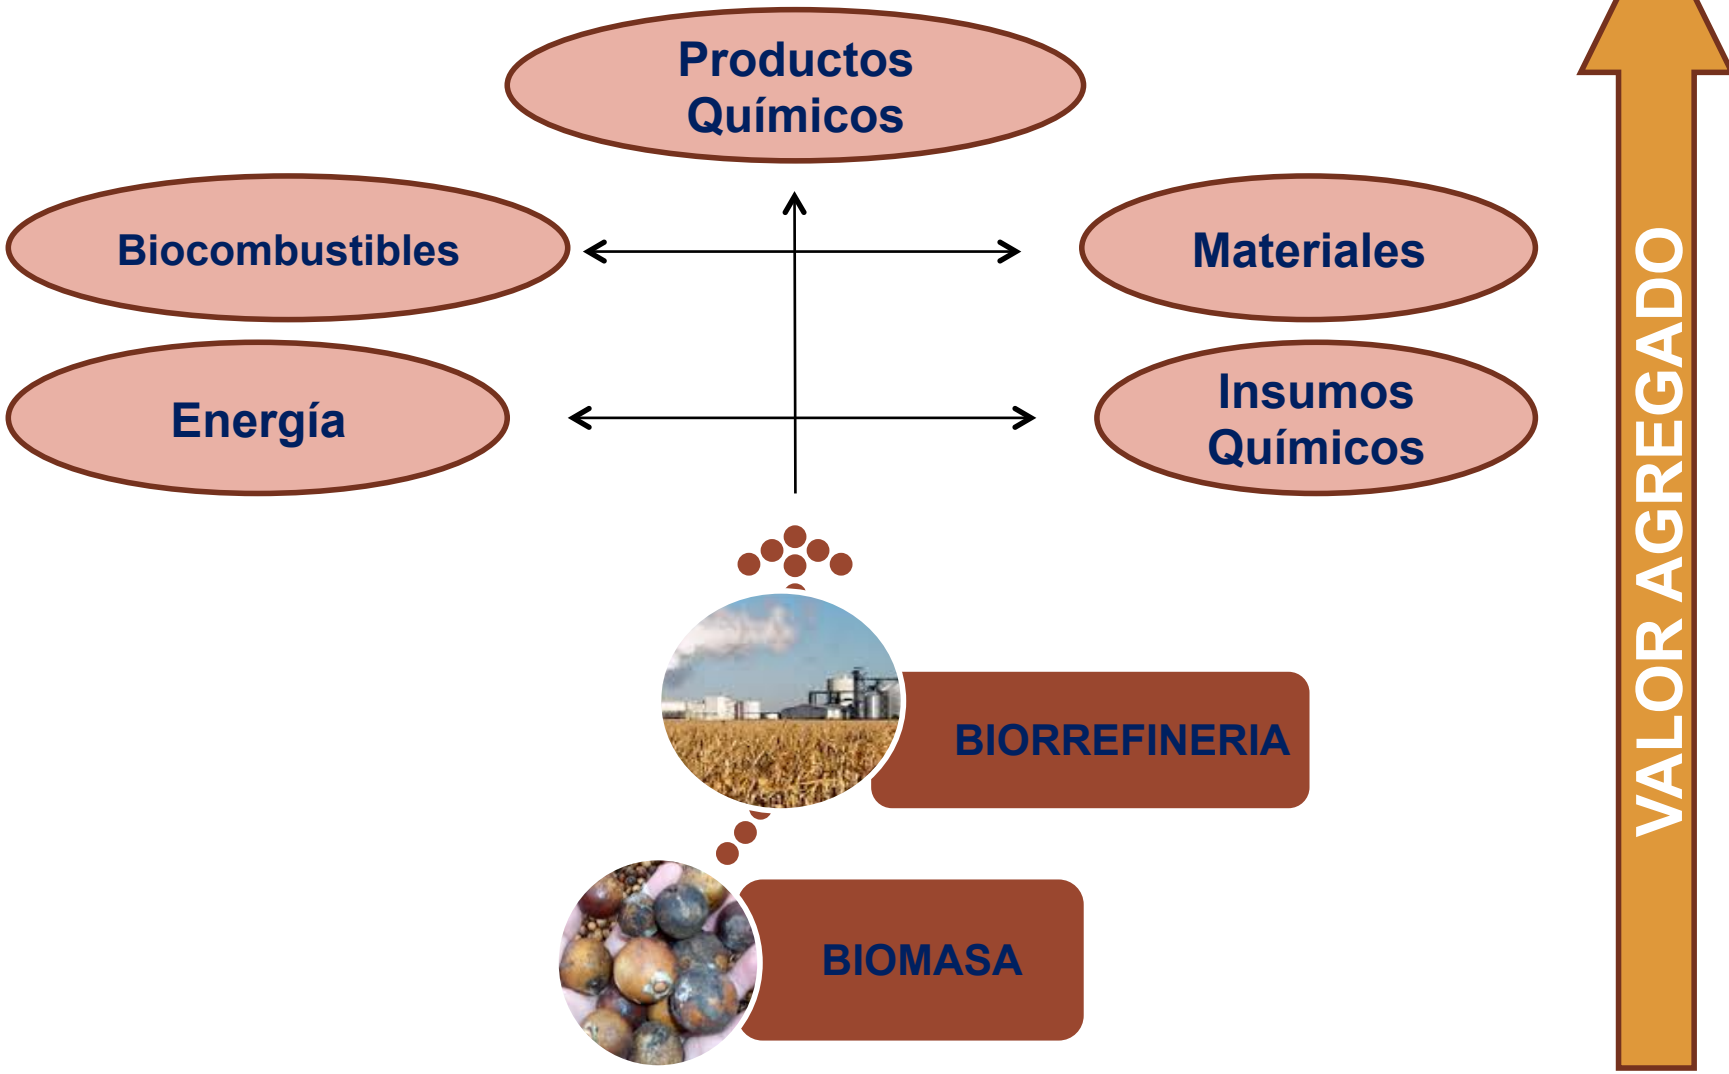 Productos
Químicos
Biocombustibles
Materiales
Energía
Insumos
Químicos
BIORREFINERIA
BIOMASA
VALOR AGREGADO